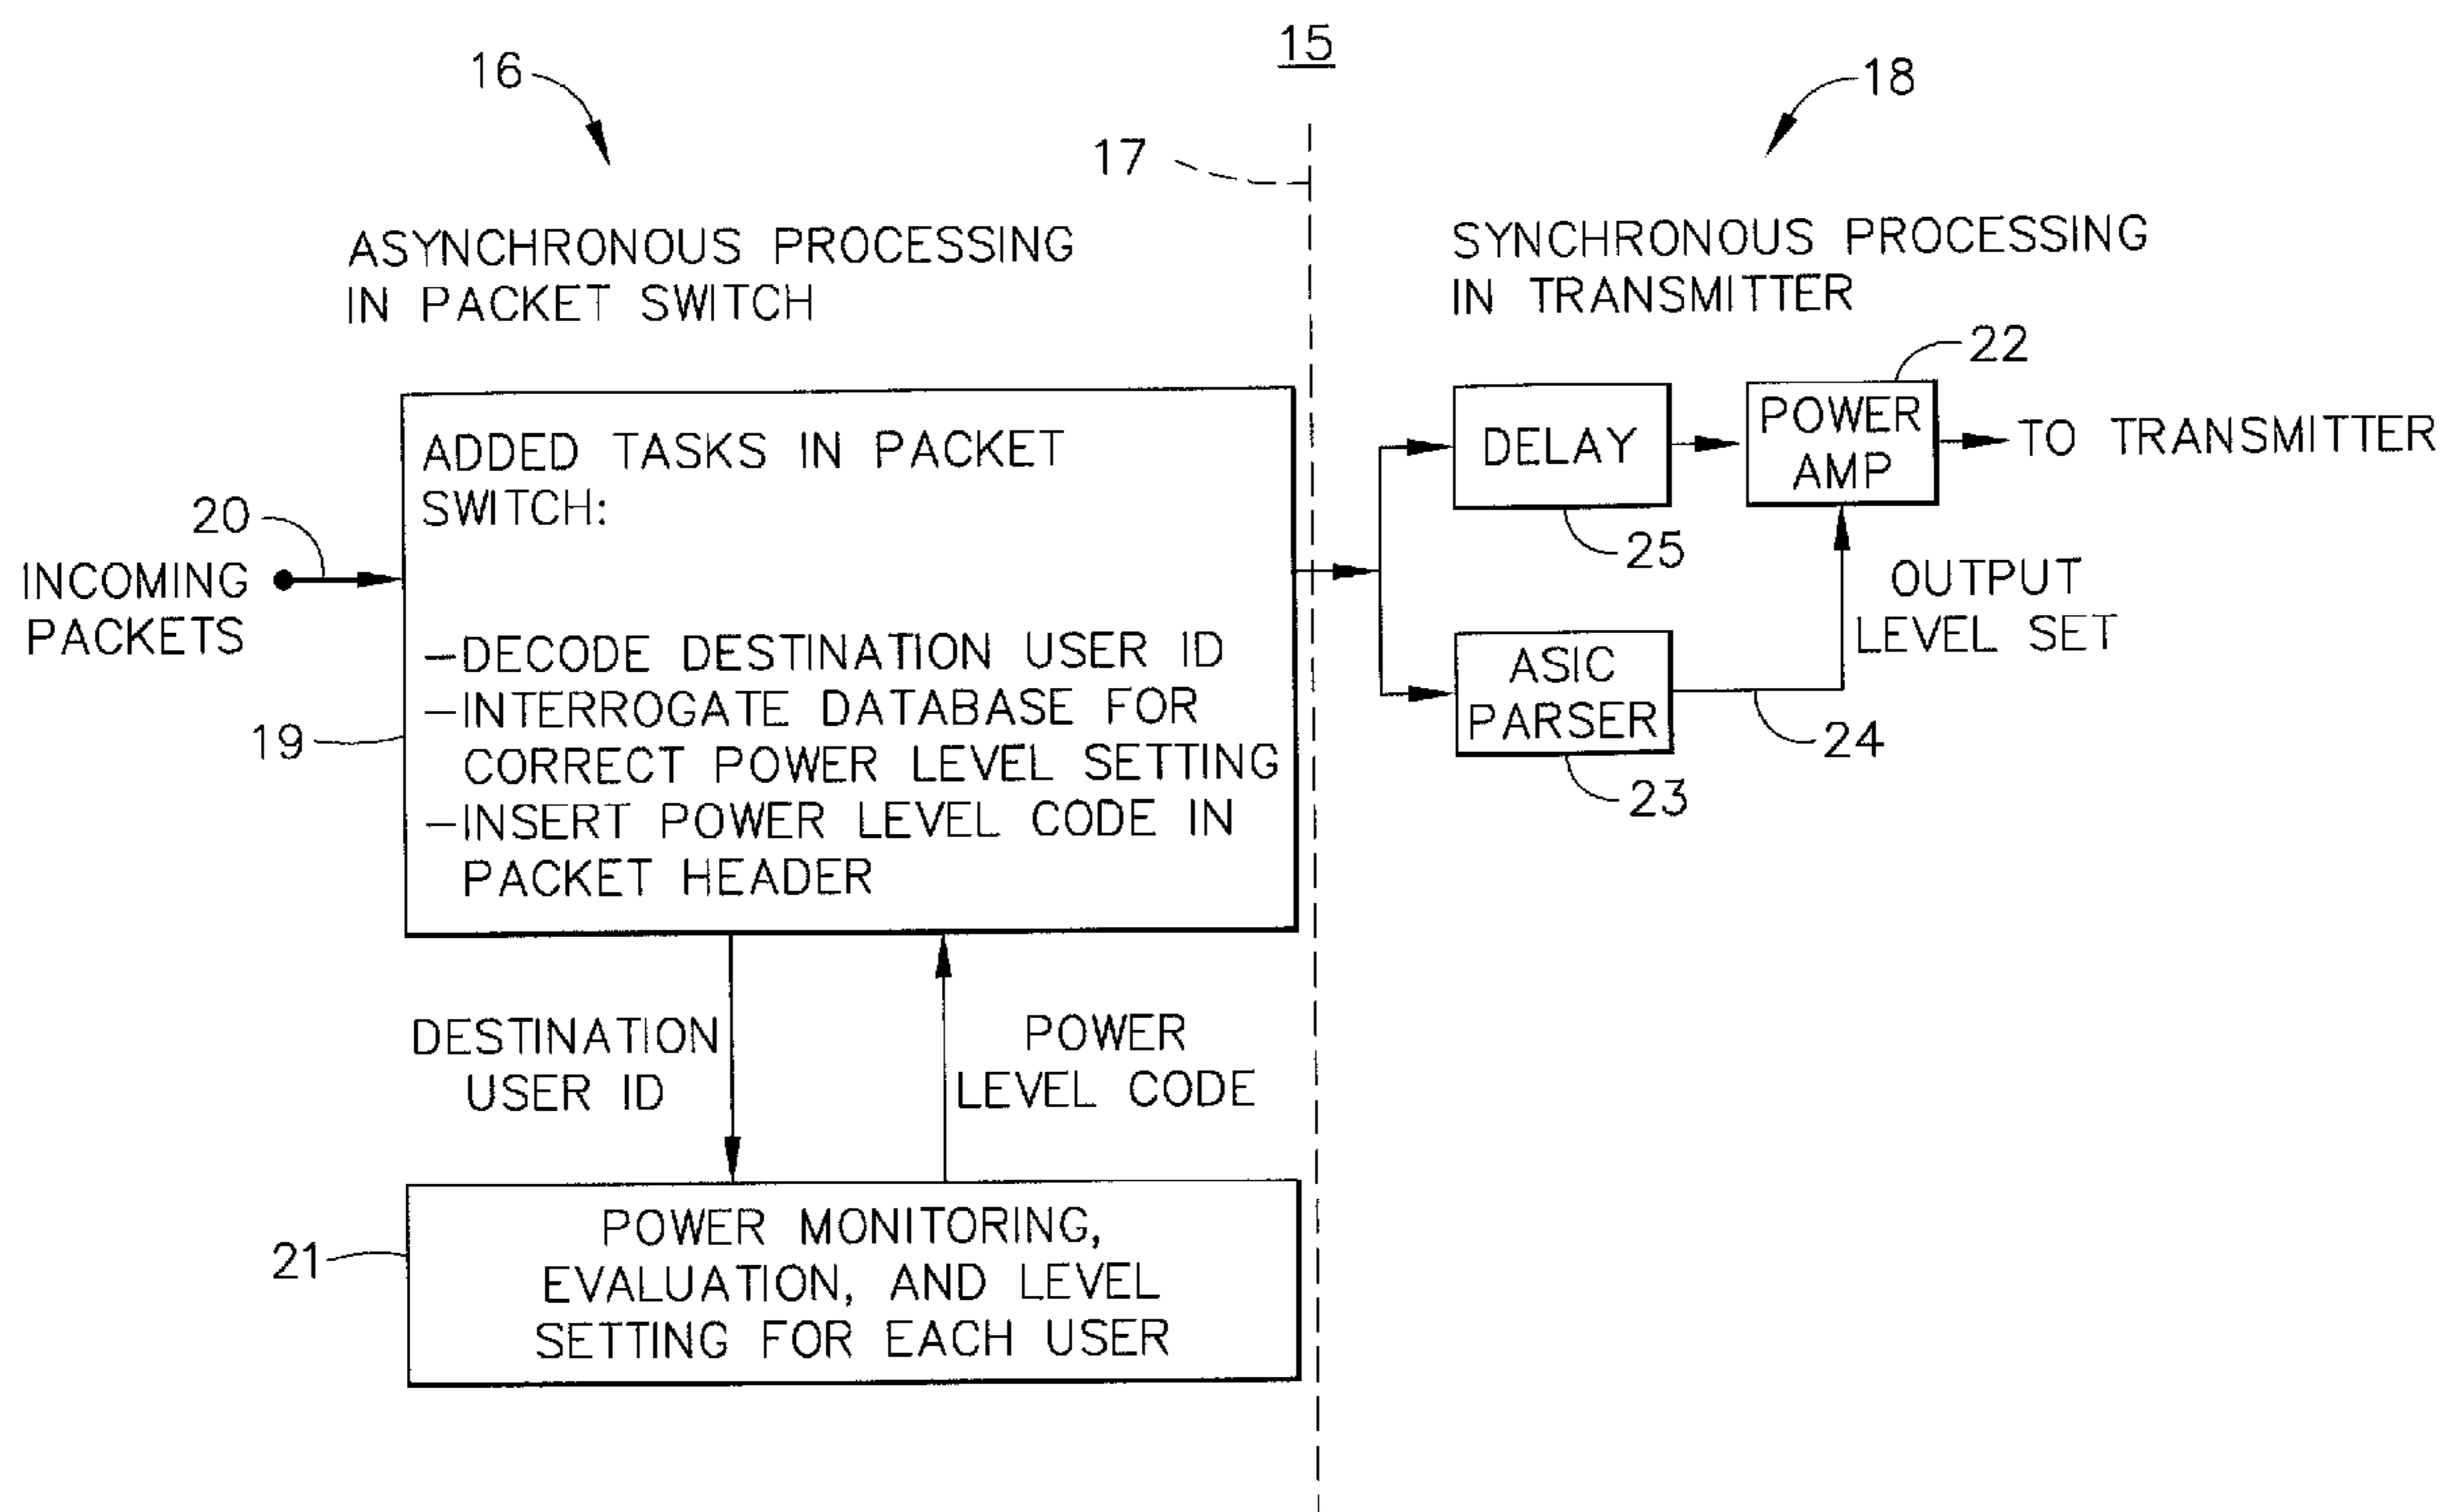 15
16
18
17
ASYNCHRONOUS PROCESSING
IN PACKET SWITCH
SYNCHRONOUS PROCESSING
IN TRANSMITTER
22
ADDED TASKS IN PACKET
SWITCH:
-DECODE DESTINATION USER ID
-INTERROGATE DATABASE FOR
CORRECT POWER LEVEL SETTING
-INSERT POWER LEVEL CODE IN
PACKET HEADER
20
INCOMING
PACKETS
19
DELAY
25
POWER
AMP
TO TRANSMITTER
OUTPUT
LEVEL SET
ASIC
PARSER
24
23
DESTINATION
USER ID
POWER
LEVEL CODE
21
POWER MONITORING,
EVALUATION, AND LEVEL
SETTING FOR EACH USER